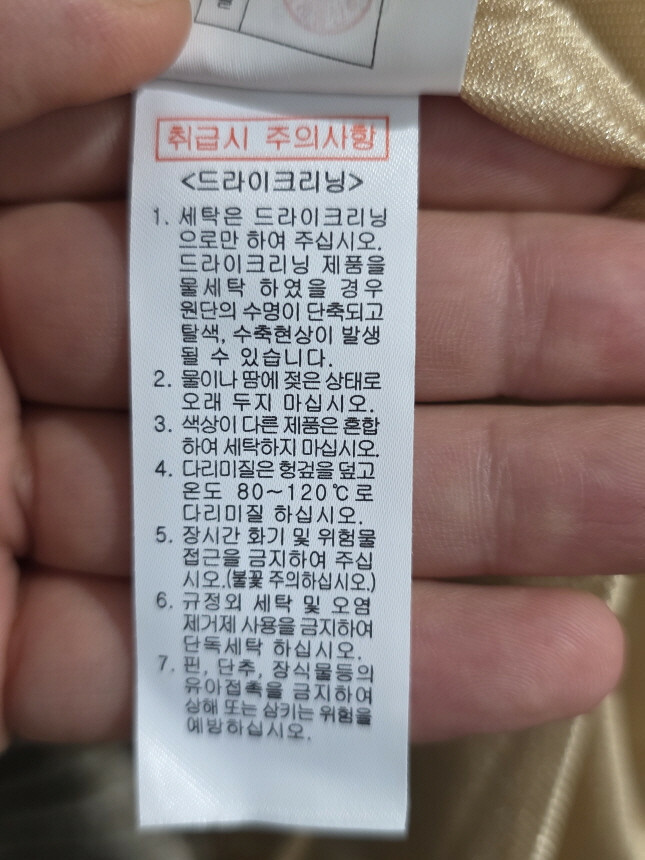 취급시 주의사항
<드라이크리닝>
1. 세탁은 드라이크리닝
으로만 하여 주십시오.
드라이크리닝 제품을
물세탁 하였을 경우
원단의 수명이 단축되고
탈색, 수축현상이 발생
될 수 있습니다.
2. 물이나 땀에 젖은 상태로
오래 두지 마십시오.
3. 색상이 다른 제품은 혼합
하여 세탁하지 마십시오.
4. 다리미질은 헝겊을 덮고
온도 80~120℃로
다리미질 하십시오.
5. 장시간 화기 및 위험물
접근을 금지하여 주십
시오.(불꽃 주의하십시오.)
6. 규정외 세탁 및 오염
제거제 사용을 금지하여
단독세탁 하십시오.
7. 핀, 단추, 장식물등의
유아접촉을 금지하여
상해 또는 삼키는 위험을
예방하십시오.